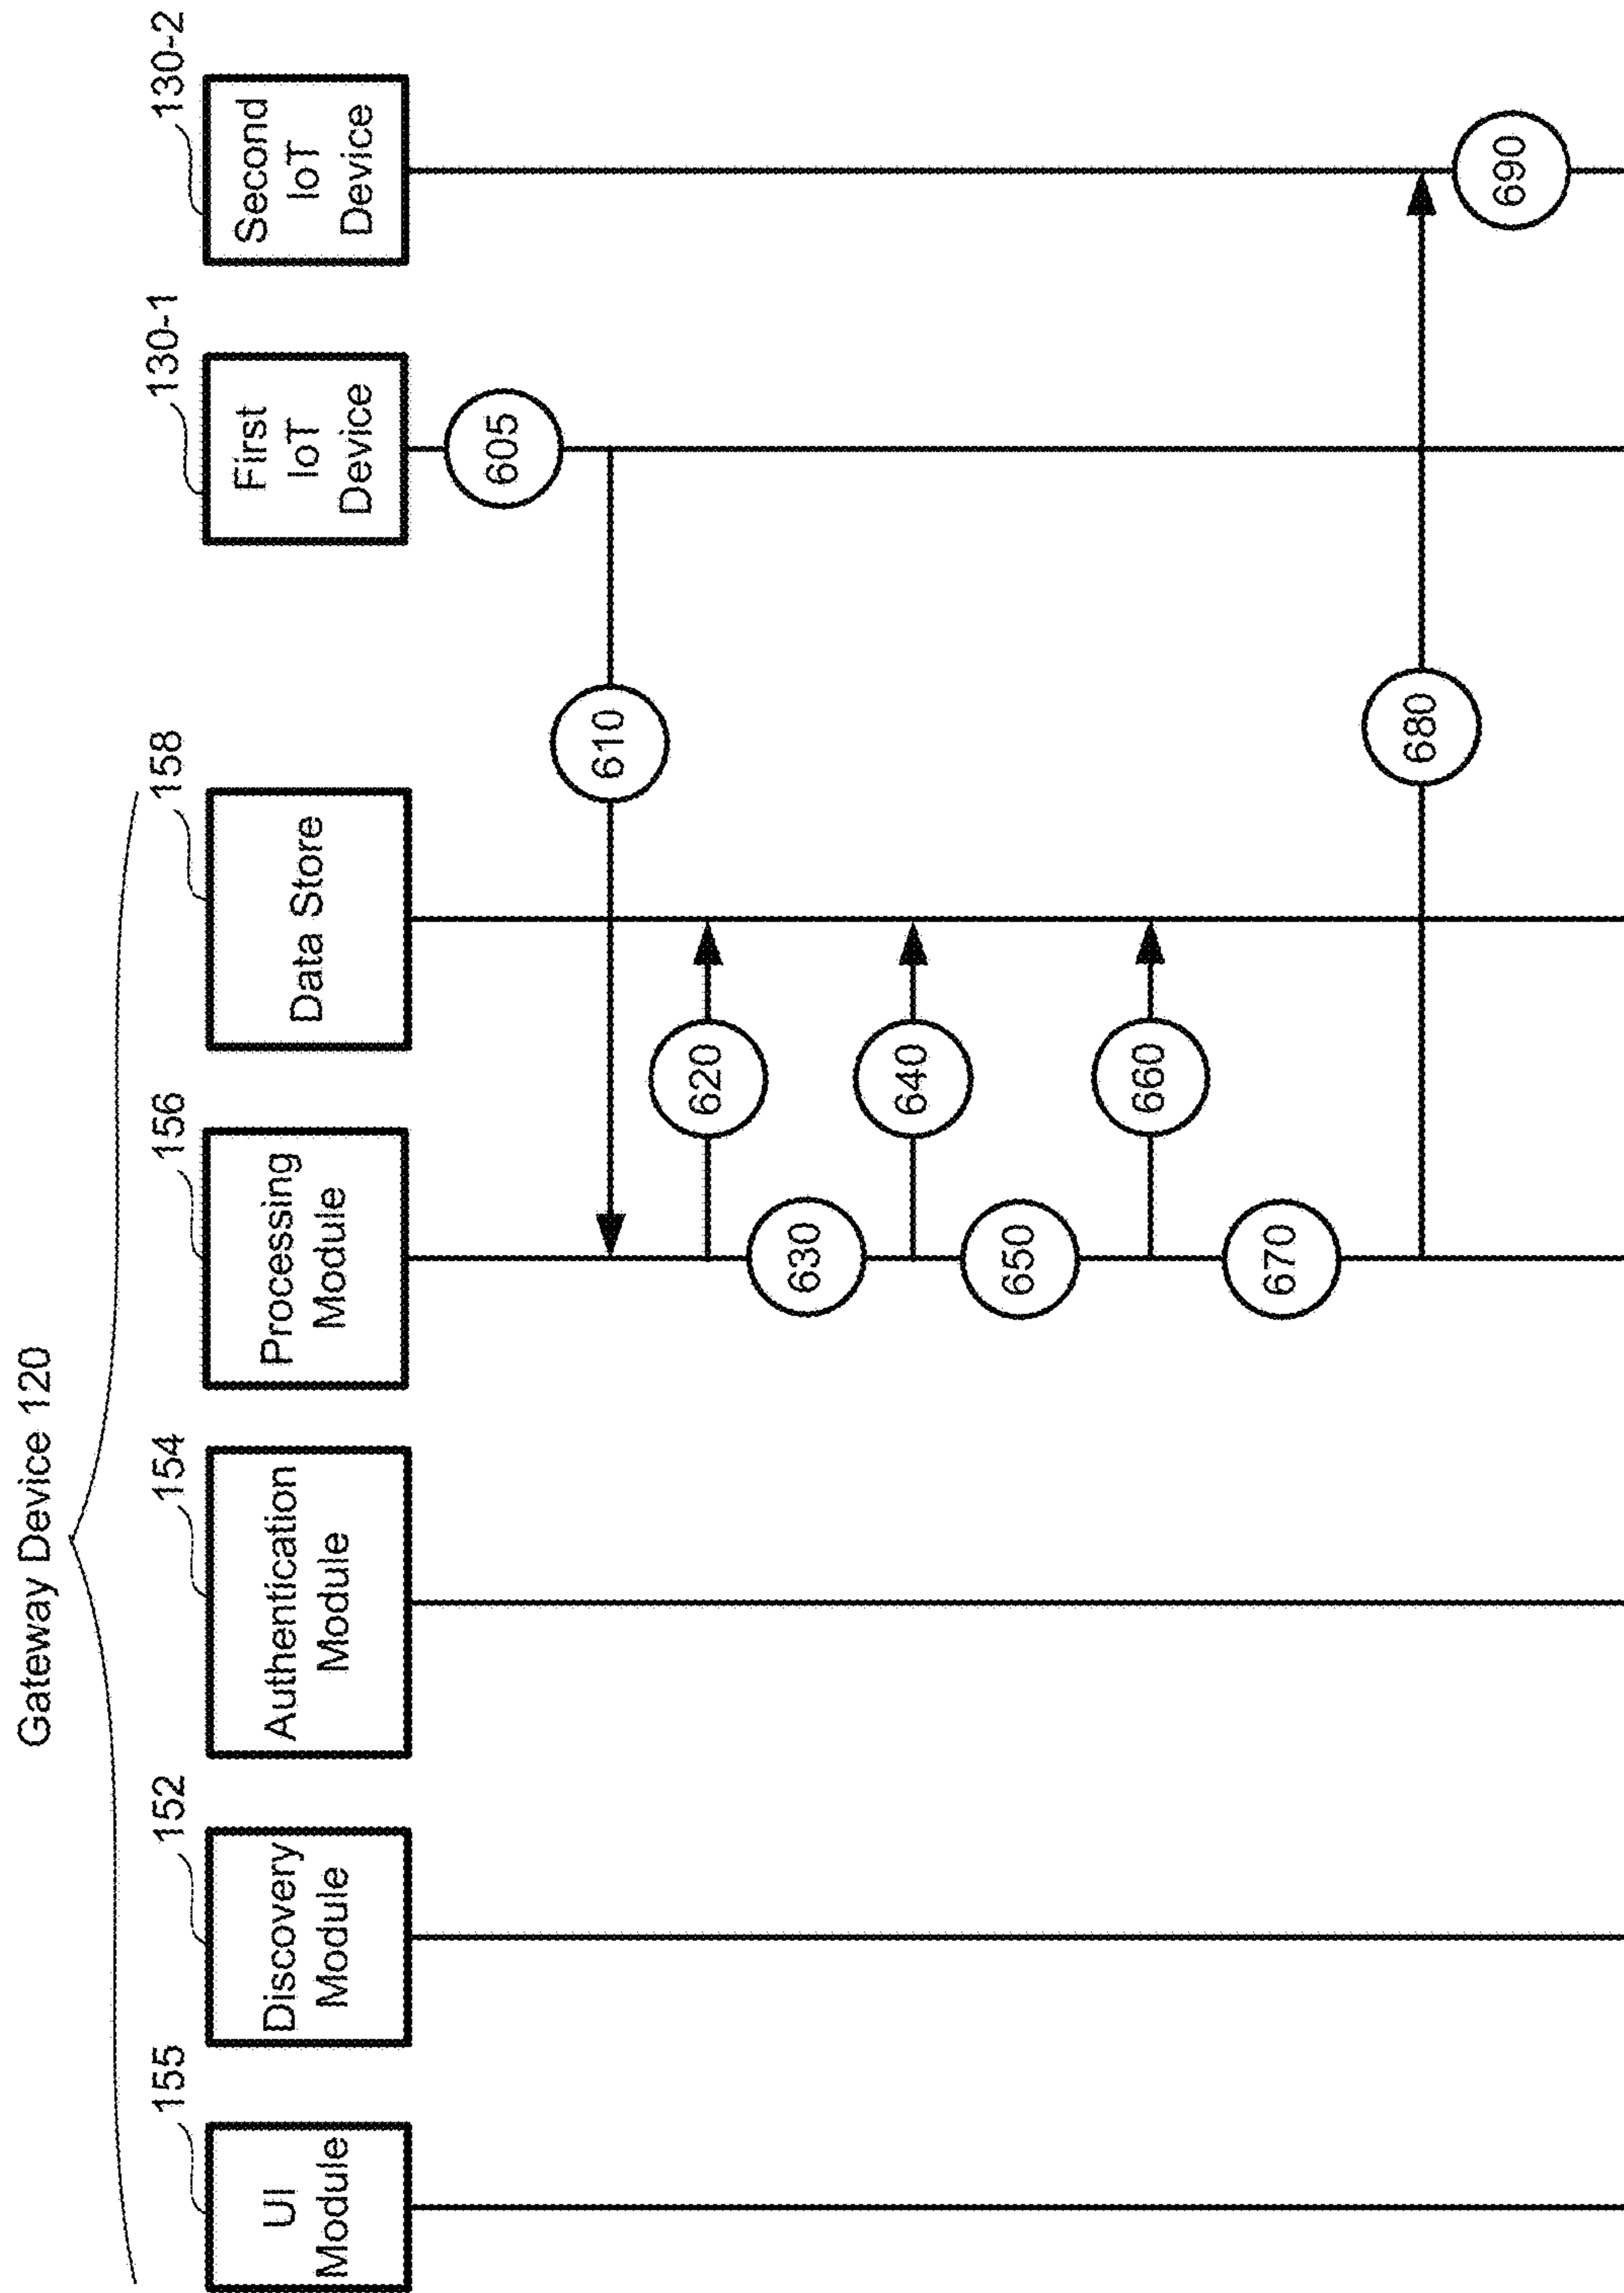 Gateway Device 120
155
152
154
156
158
130-1
130-2
UI
Module
Discovery
Module
Authentication
Module
Processing
Module
Data Store
First
IoT
Device
Second
IoT
Device
605
610
620
630
640
650
660
670
680
690